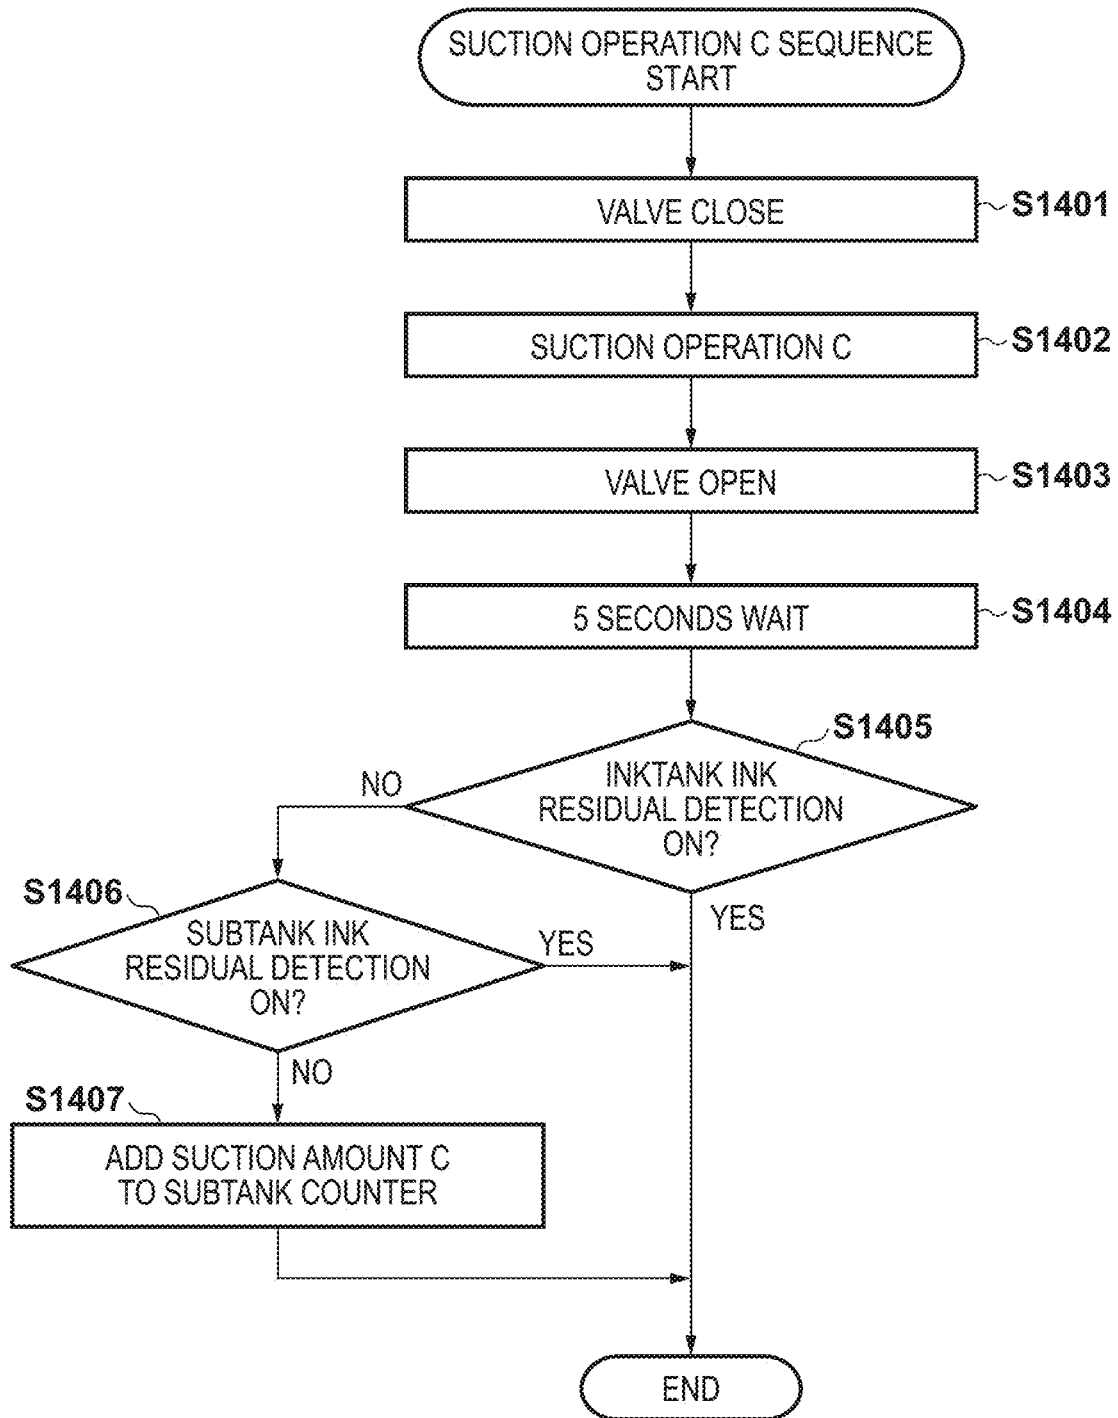 SUCTION OPERATION C SEQUENCE
START
VALVE CLOSE
S1401
SUCTION OPERATION C
S1402
VALVE OPEN
S1403
5 SECONDS WAIT
S1404
S1405
INKTANK INK
RESIDUAL DETECTION
ON?
NO
YES
S1406
SUBTANK INK
RESIDUAL DETECTION
ON?
YES
NO
S1407
ADD SUCTION AMOUNT C
TO SUBTANK COUNTER
END